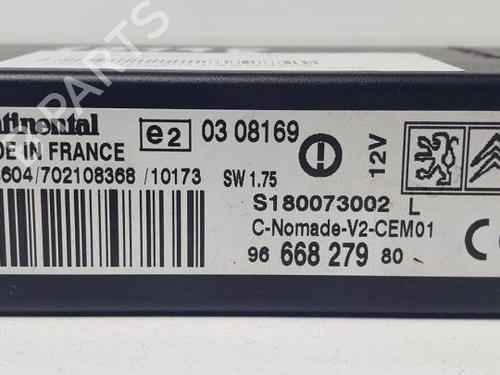 ntinental
DE IN FRANCE
e2
03 08169
12V
604/702108368/10173
SW 1.75
S180073002 L
C-Nomade-V2-CEM01
96 668 279 80
PARTS